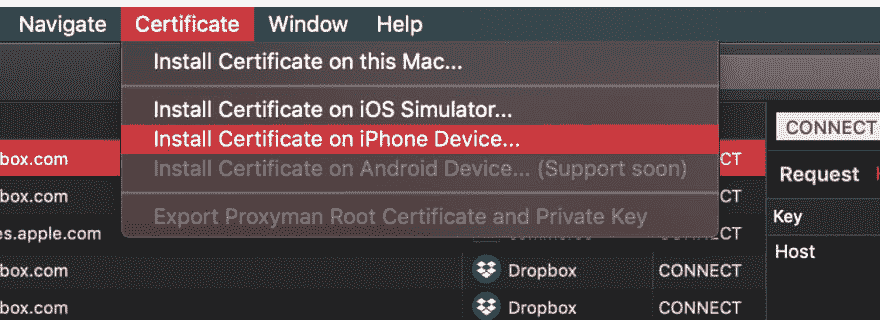 Navigate Certificate Window Help
Install Certificate on this Mac...
Install Certificate on iOS Simulator...
Install Certificate on iPhone Device...
Install Certificate on Android Device... (Support soon)
Export Proxyman Root Certificate and Private Key
box.com CT
box.com CT
es.apple.com CONNECT
box.com Dropbox CONNECT
box.com Dropbox CONNECT
CONNECT
Request
Key
Host